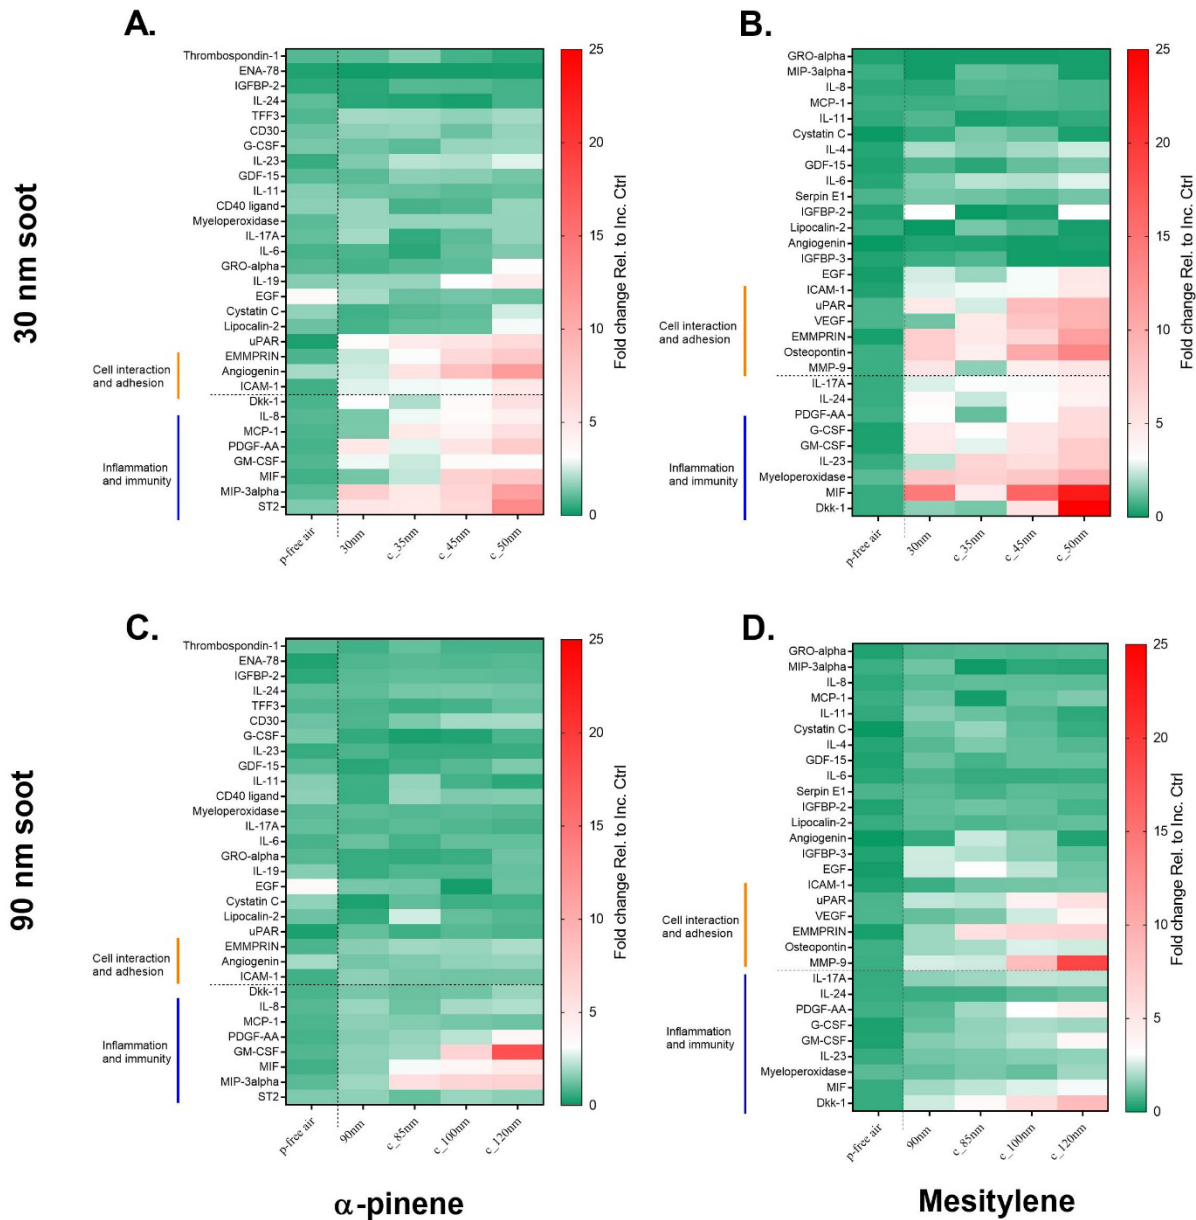 A.
Thrombospondin-1
ENA-78
IGFBP-2
IL-24
TFF3
CD30
G-CSF
IL-23
GDF-15
IL-11
CD40 ligand
Myeloperoxidase
IL-17A
IL-6
GRO-alpha
IL-19
EGF
Cystatin C
Lipocalin-2
uPAR
EMMPRIN
Angiogenin
ICAM-1
Dkk-1
IL-8
MCP-1
PDGF-AA
GM-CSF
MIF
MIP-3alpha
ST2
Cell interaction
and adhesion
Inflammation
and immunity
p-free air
30nm
c_35nm
c_45nm
c_50nm
25
20
15
10
5
0
Fold change Rel. to Inc. Ctrl
30 nm soot
B.
GRO-alpha
MIP-3alpha
IL-8
MCP-1
IL-11
Cystatin C
IL-4
GDF-15
IL-6
Serpin E1
IGFBP-2
Lipocalin-2
Angiogenin
IGFBP-3
EGF
ICAM-1
uPAR
VEGF
EMMPRIN
Osteopontin
MMP-9
IL-17A
IL-24
PDGF-AA
G-CSF
GM-CSF
IL-23
Myeloperoxidase
MIF
Dkk-1
Cell interaction
and adhesion
Inflammation
and immunity
p-free air
30nm
c_35nm
c_45nm
c_50nm
25
20
15
10
5
0
Fold change Rel. to Inc. Ctrl
C.
Thrombospondin-1
ENA-78
IGFBP-2
IL-24
TFF3
CD30
G-CSF
IL-23
GDF-15
IL-11
CD40 ligand
Myeloperoxidase
IL-17A
IL-6
GRO-alpha
IL-19
EGF
Cystatin C
Lipocalin-2
uPAR
EMMPRIN
Angiogenin
ICAM-1
Dkk-1
IL-8
MCP-1
PDGF-AA
GM-CSF
MIF
MIP-3alpha
ST2
Cell interaction
and adhesion
Inflammation
and immunity
p-free air
90nm
c_85nm
c_100nm
c_120nm
25
20
15
10
5
0
Fold change Rel. to Inc. Ctrl
90 nm soot
α-pinene
D.
GRO-alpha
MIP-3alpha
IL-8
MCP-1
IL-11
Cystatin C
IL-4
GDF-15
IL-6
Serpin E1
IGFBP-2
Lipocalin-2
Angiogenin
IGFBP-3
EGF
ICAM-1
uPAR
VEGF
EMMPRIN
Osteopontin
MMP-9
IL-17A
IL-24
PDGF-AA
G-CSF
GM-CSF
IL-23
Myeloperoxidase
MIF
Dkk-1
Cell interaction
and adhesion
Inflammation
and immunity
p-free air
90nm
c_85nm
c_100nm
c_120nm
25
20
15
10
5
0
Fold change Rel. to Inc. Ctrl
Mesitylene